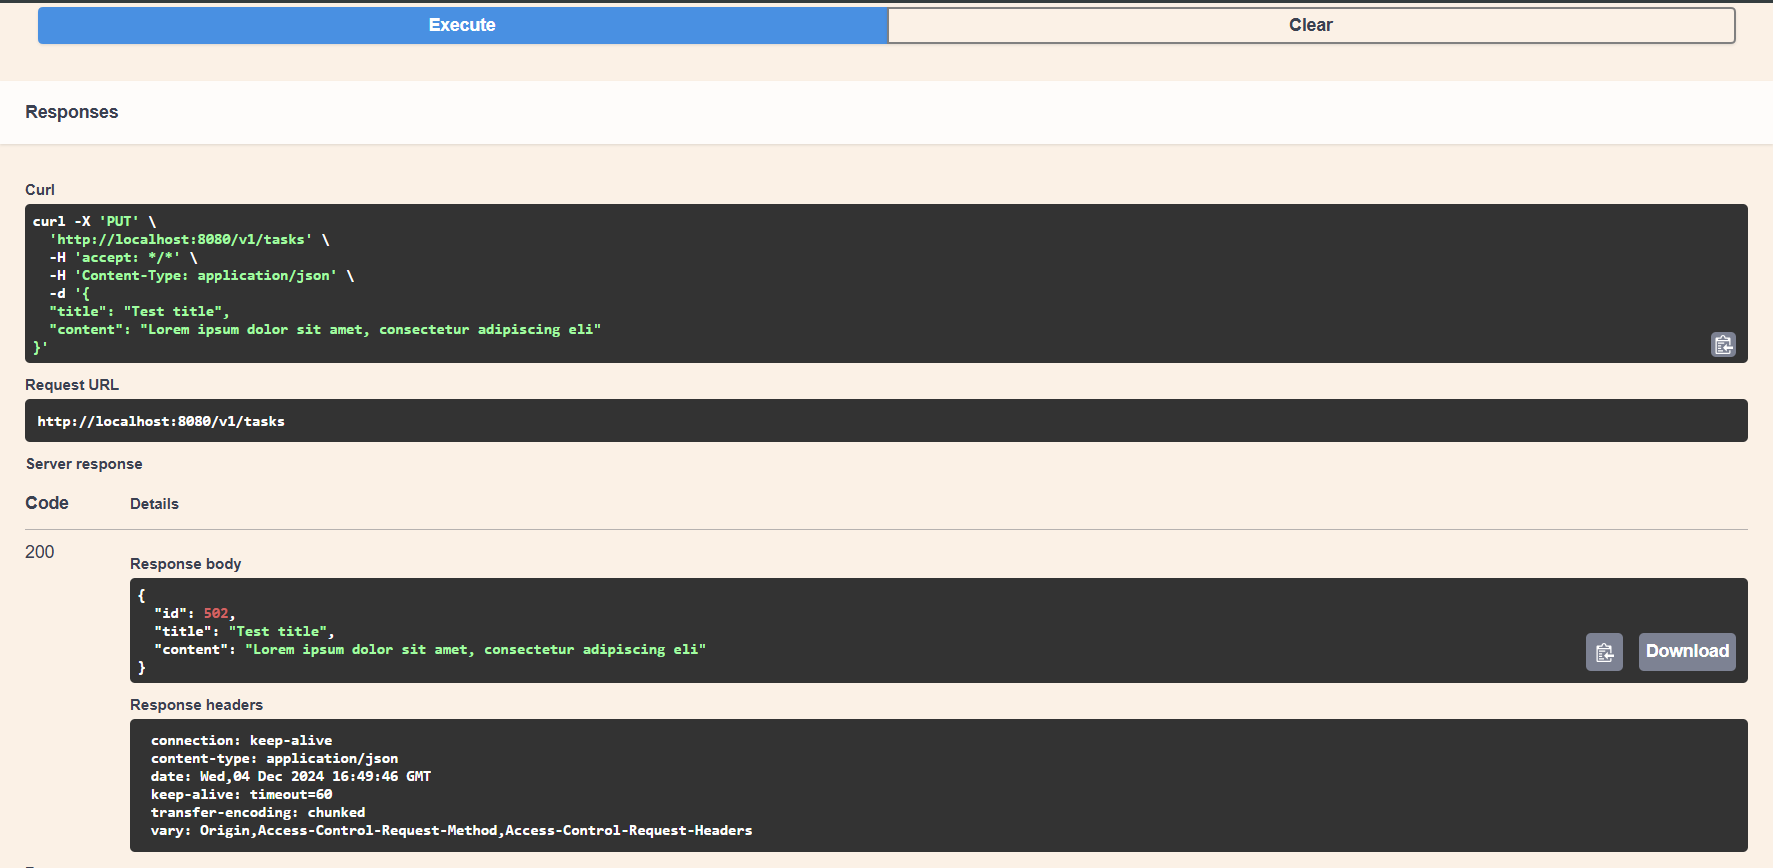 Execute
Clear
Responses
Curl
curl -X 'PUT' \
  'http://localhost:8080/v1/tasks' \
  -H 'accept: */*' \
  -H 'Content-Type: application/json' \
  -d '{
  "title": "Test title",
  "content": "Lorem ipsum dolor sit amet, consectetur adipiscing eli"
}'
Request URL
http://localhost:8080/v1/tasks
Server response
Code Details
200
Response body
{
  "id": 502,
  "title": "Test title",
  "content": "Lorem ipsum dolor sit amet, consectetur adipiscing eli"
}
Download
Response headers
connection: keep-alive
content-type: application/json
date: Wed,04 Dec 2024 16:49:46 GMT
keep-alive: timeout=60
transfer-encoding: chunked
vary: Origin,Access-Control-Request-Method,Access-Control-Request-Headers